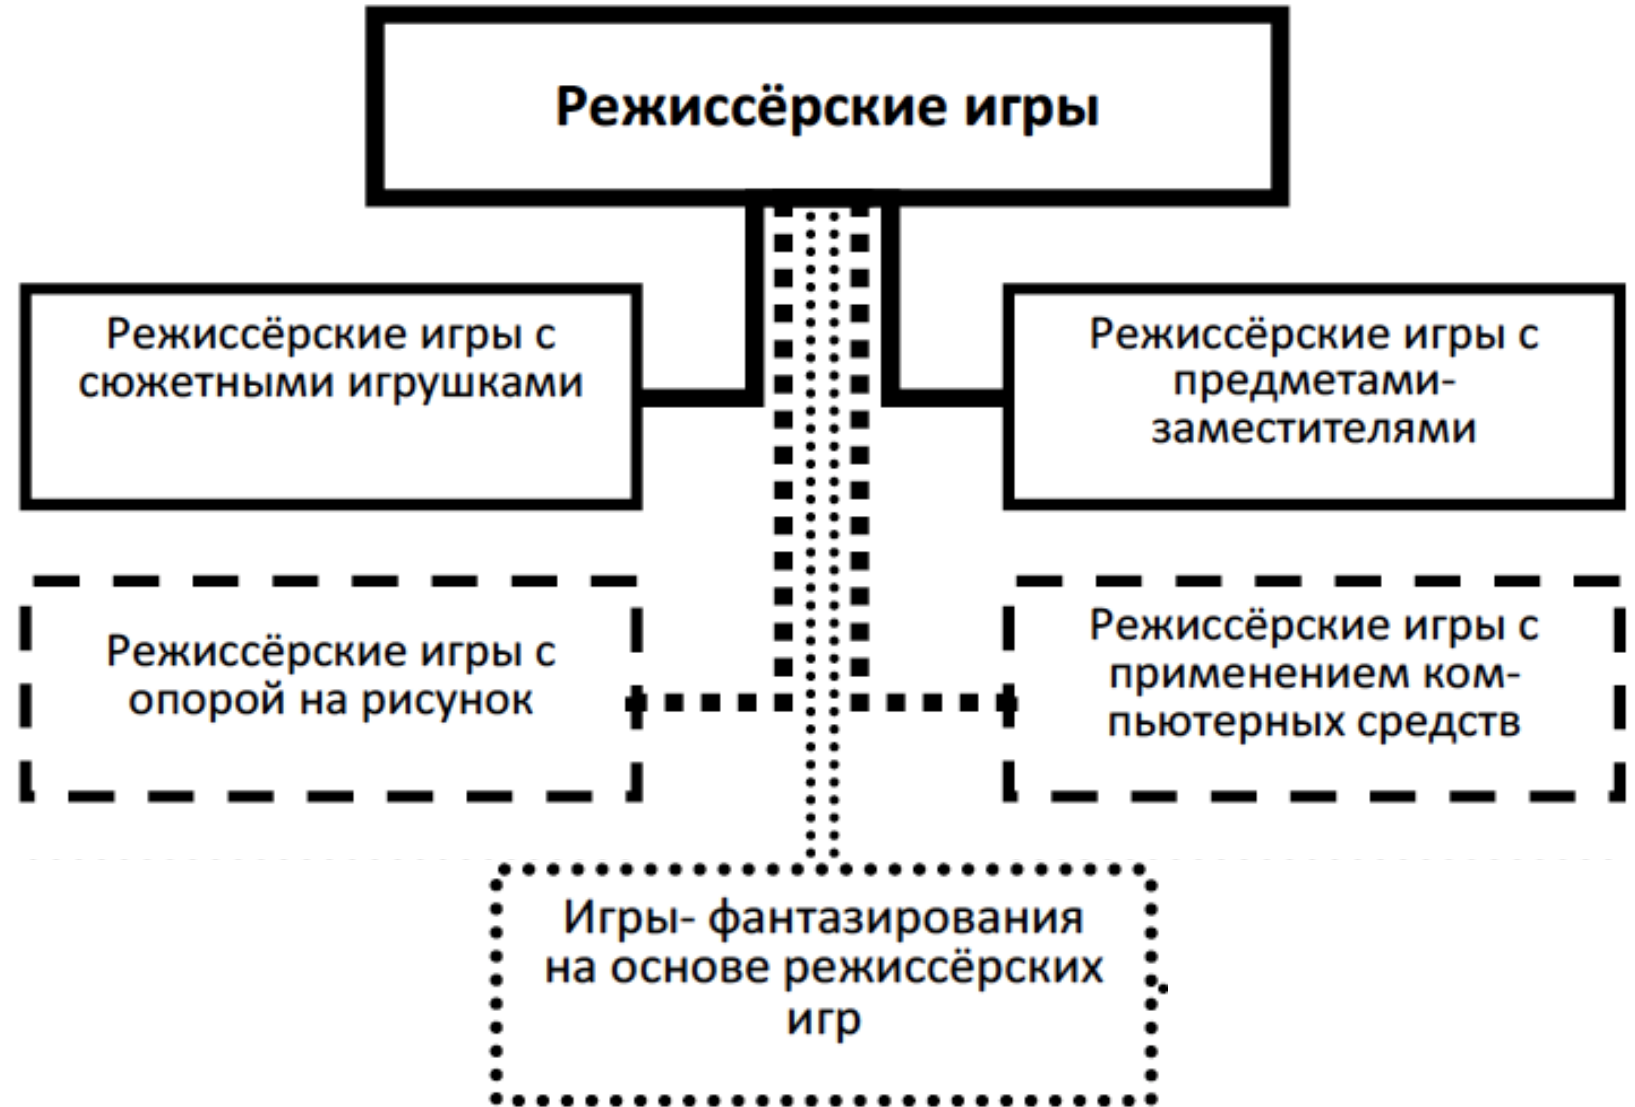 Режиссёрские игры
Режиссёрские игры с
сюжетными игрушками
Режиссёрские игры с
предметами-
заместителями
Режиссёрские игры с
опорой на рисунок
Режиссёрские игры с
применением ком-
пьютерных средств
Игры- фантазирования
на основе режиссёрских
игр